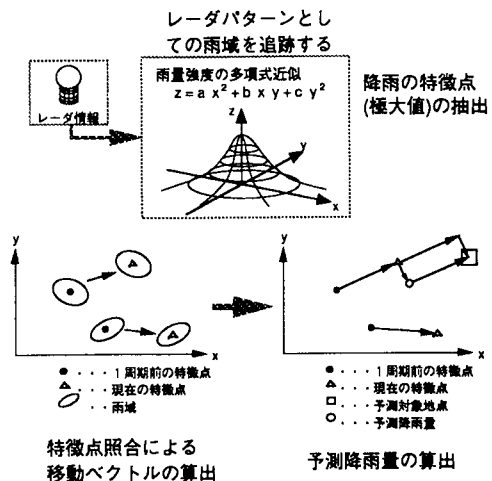 レーダパターンとし
ての雨域を追跡する
雨量強度の多項式近似
z=ax²+bxy+cy²
レーダ情報
降雨の特徴点
(極大値)の抽出
z
y
x
y
x
●・・・1周期前の特徴点
△・・・現在の特徴点
・・雨域
特徴点照合による
移動ベクトルの算出
y
x
●・・・1周期前の特徴点
△・・・現在の特徴点
□・・・予測対象地点
○・・・予測降雨量
予測降雨量の算出